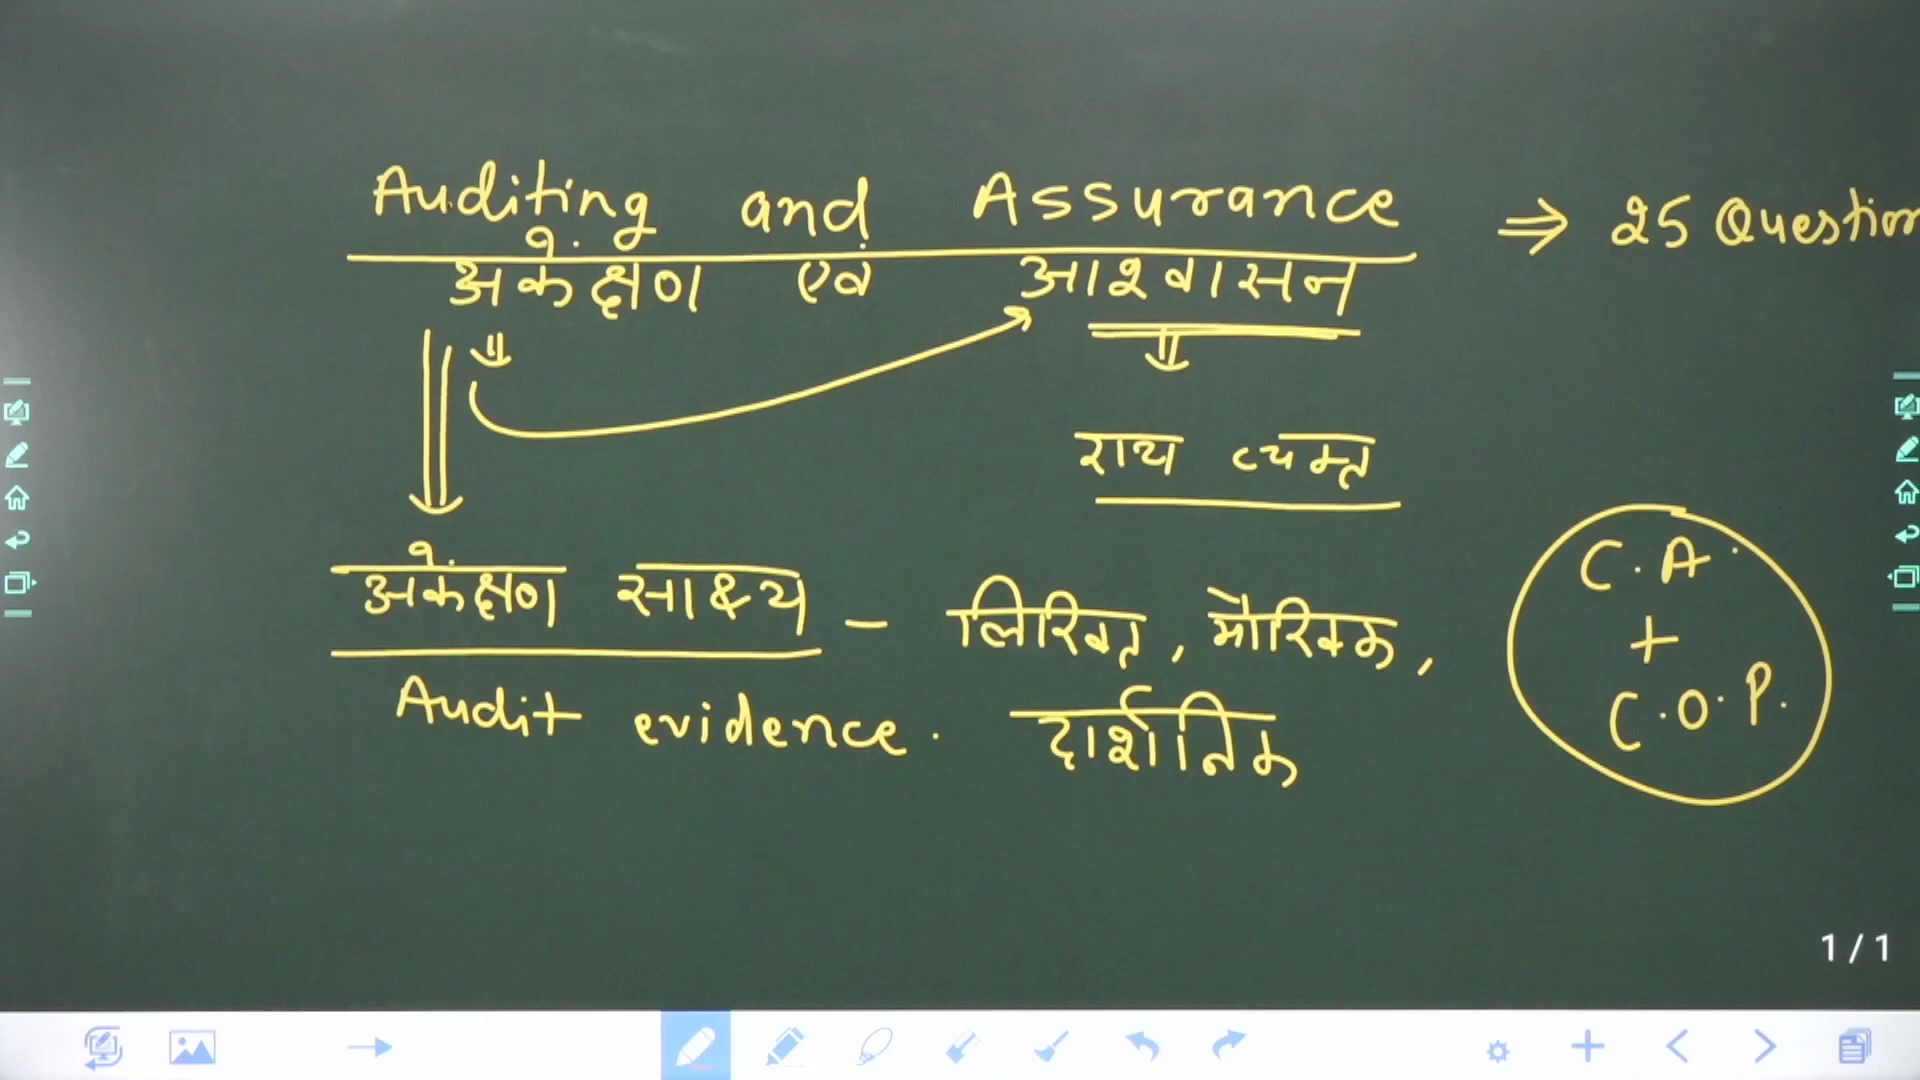 Auditing and Assurance ⇒ 25 Question
अंकेक्षण एवं आश्वासन
राय व्यक्त
अंकेक्षण साक्ष्य – लिखित, मौखिक,
Audit evidence. दार्शनिक
C.A.
+
C.O.P.
1/1